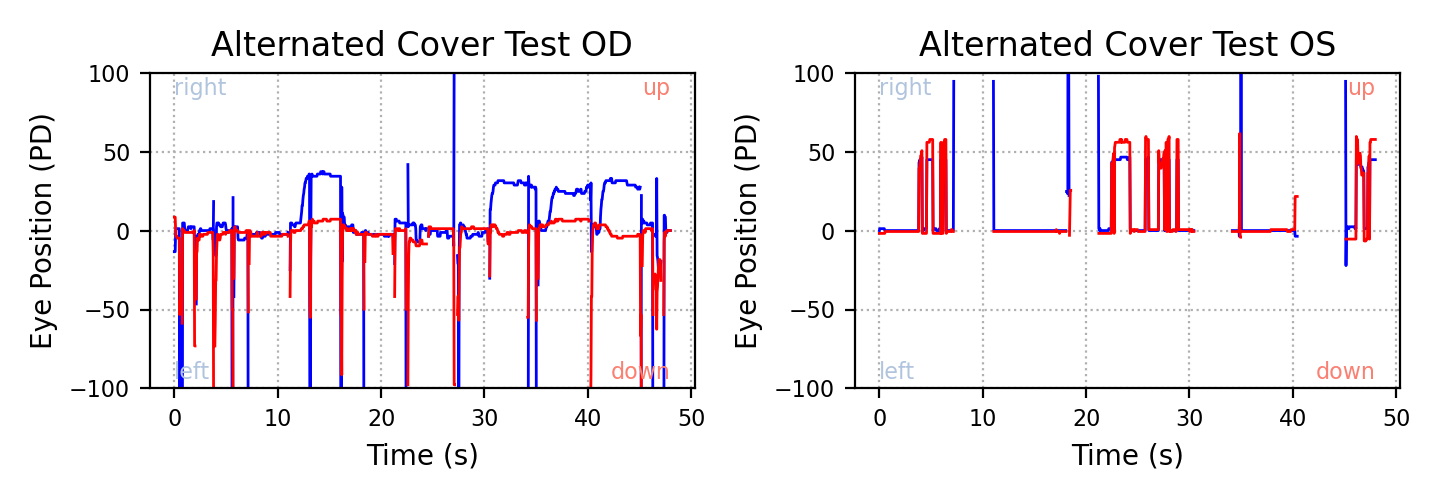 Alternated Cover Test OD
100
50
0
−50
−100
Eye Position (PD)
right
up
left
down
0
10
20
30
40
50
Time (s)
Alternated Cover Test OS
100
50
0
−50
−100
Eye Position (PD)
right
up
left
down
0
10
20
30
40
50
Time (s)